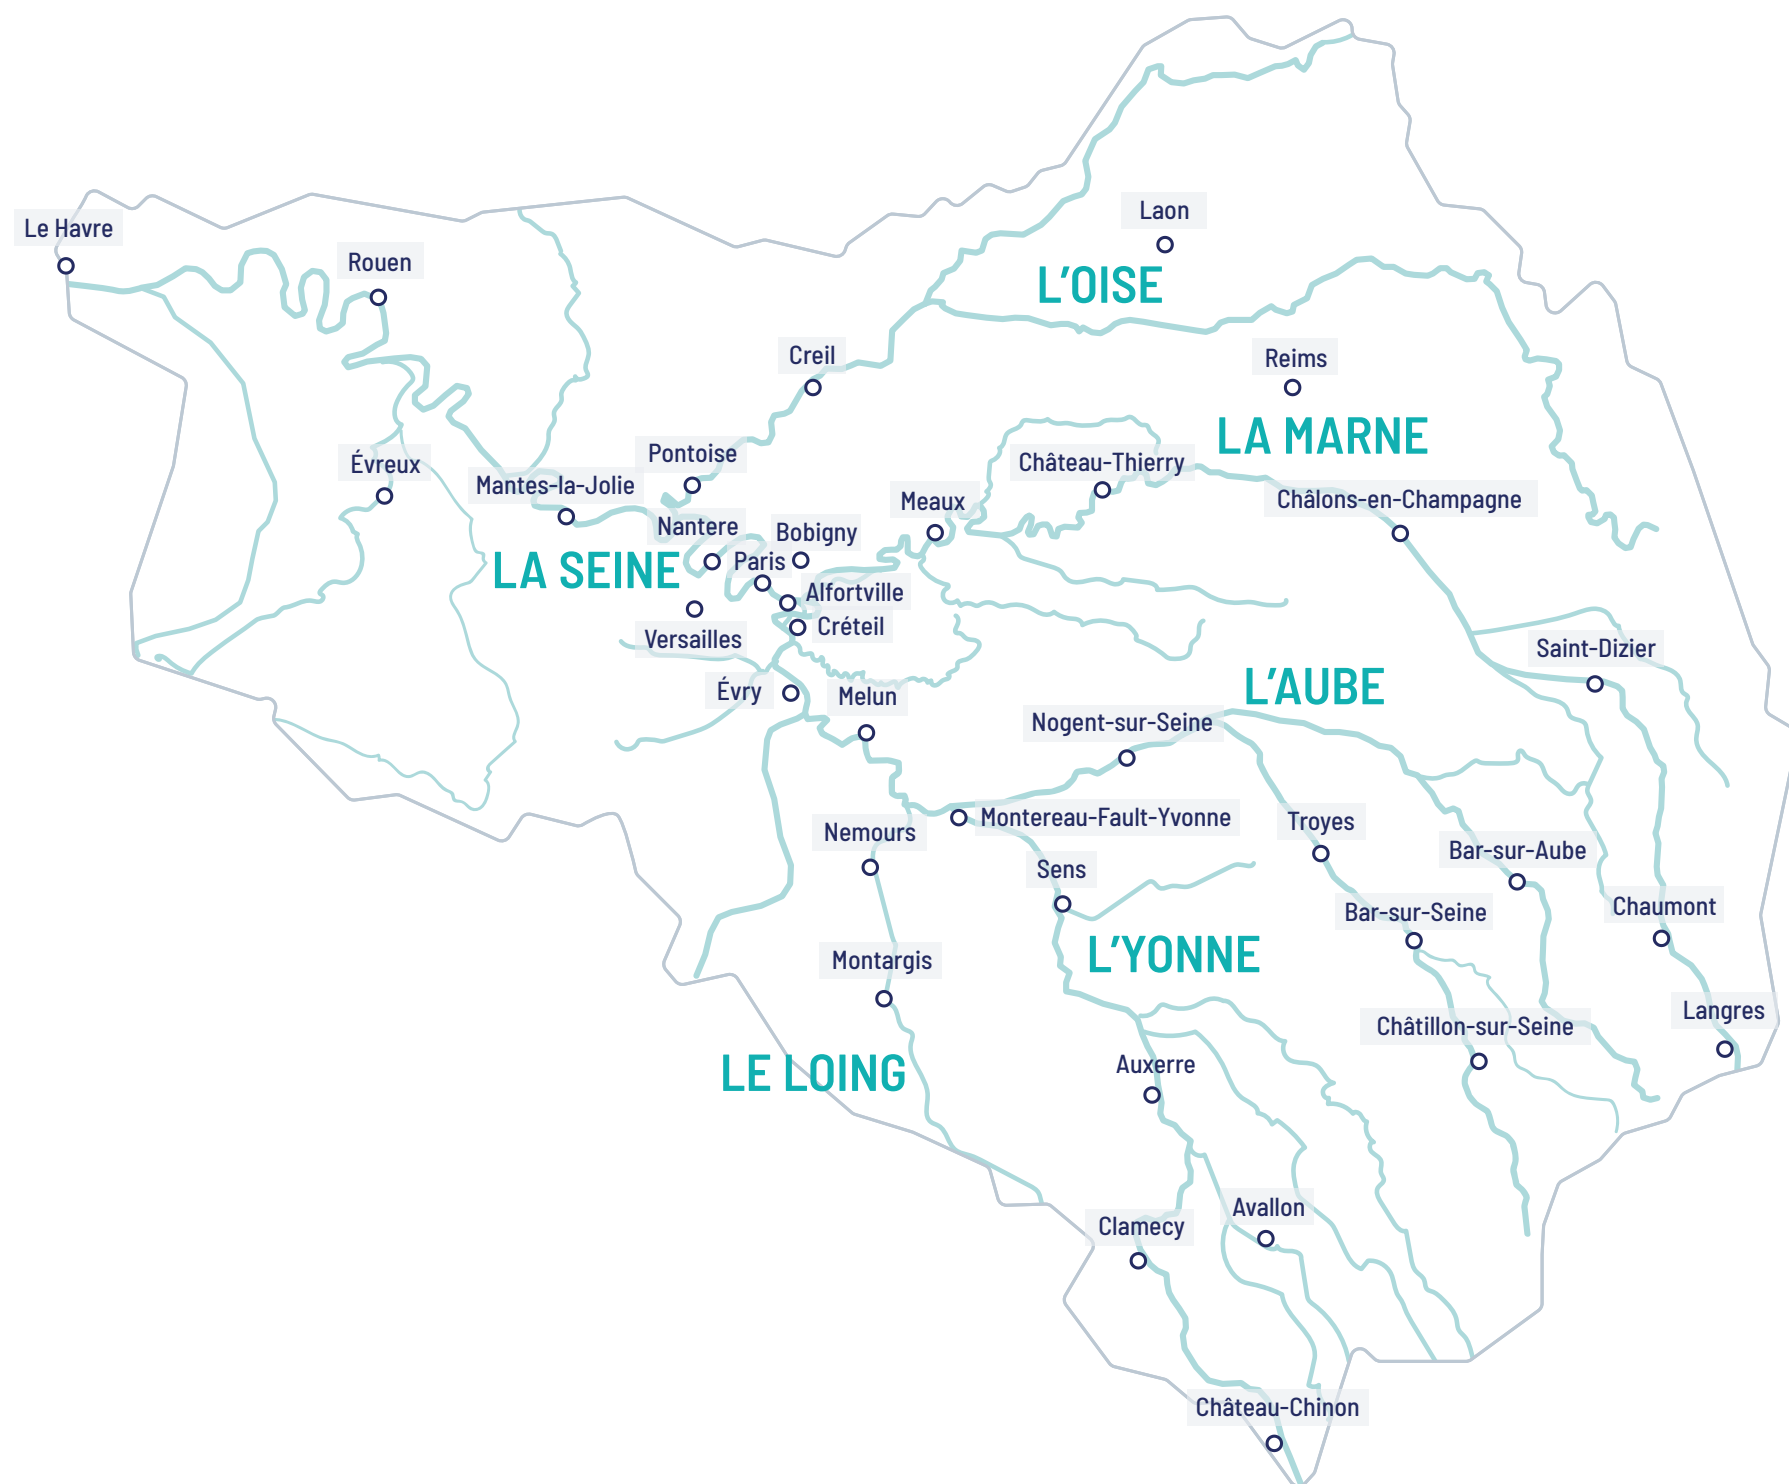 Laon
Le Havre
Rouen
L'OISE
Creil
Reims
LA MARNE
Pontoise
Évreux
Château-Thierry
Mantes-la-Jolie
Châlons-en-Champagne
Meaux
Nantere
Bobigny
Paris
LA SEINE
Alfortville
Créteil
Versailles
Saint-Dizier
L'AUBE
Évry
Melun
Nogent-sur-Seine
Montereau-Fault-Yvonne
Troyes
Nemours
Bar-sur-Aube
Sens
Chaumont
Bar-sur-Seine
L'YONNE
Montargis
Langres
Châtillon-sur-Seine
Auxerre
LE LOING
Avallon
Clamecy
Château-Chinon